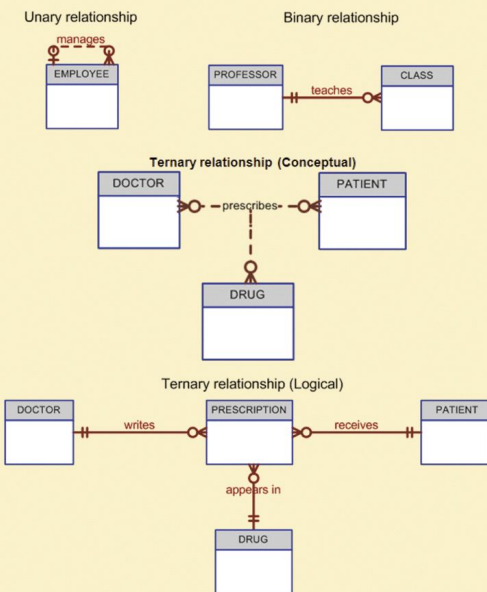 Unary relationship
Binary relationship
manages
EMPLOYEE
PROFESSOR
teaches
CLASS
Ternary relationship (Conceptual)
DOCTOR
prescribes
PATIENT
DRUG
Ternary relationship (Logical)
DOCTOR
writes
PRESCRIPTION
receives
PATIENT
appears in
DRUG